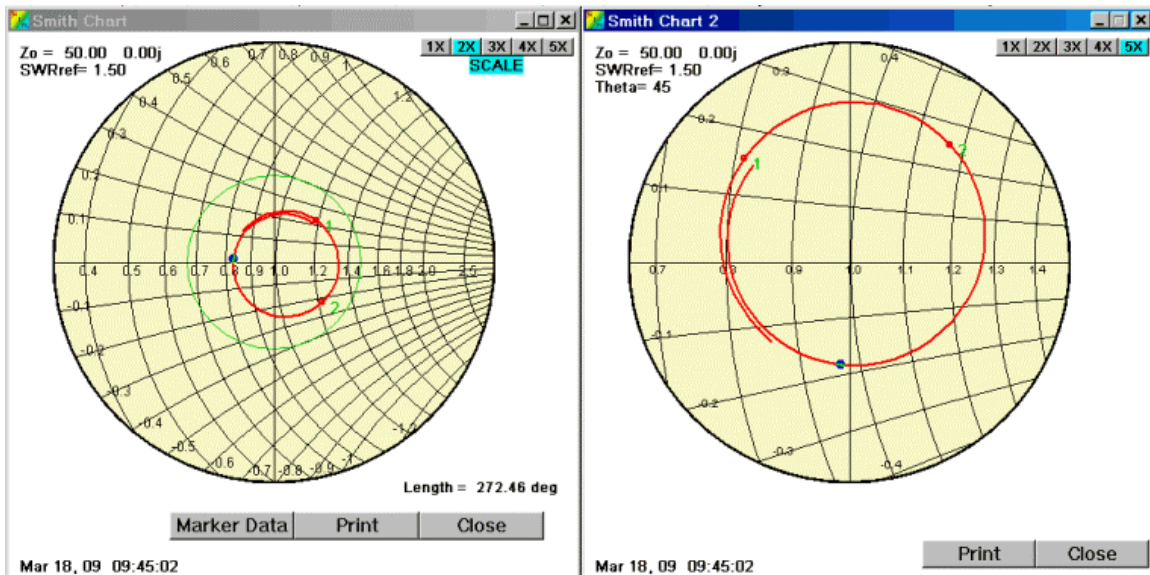 Smith Chart
Zo = 50.00 0.00j
SWRref= 1.50
1X 2X 3X 4X 5X
SCALE
0.7 0.8 0.9 1
0.6
0.5
0.4
0.3
0.2
0.1
1.2
0.4 0.5 0.6 0.7 0.8 0.9 1.0 1.2 1.4 1.6 1.8 2.0 2.5
1
2
-0.1
-0.2
-0.3
-0.4
-0.5
-0.6
-0.7 -0.8 -0.9 -1
-1.2
Length = 272.46 deg
Marker Data Print Close
Mar 18, 09 09:45:02
Smith Chart 2
Zo = 50.00 0.00j
SWRref= 1.50
Theta= 45
1X 2X 3X 4X 5X
0.3
0.4
0.2
0.1
1
2
0.7 0.8 0.9 1.0 1.2 1.3 1.4
-0.1
-0.2
-0.3
-0.4
Print Close
Mar 18, 09 09:45:02